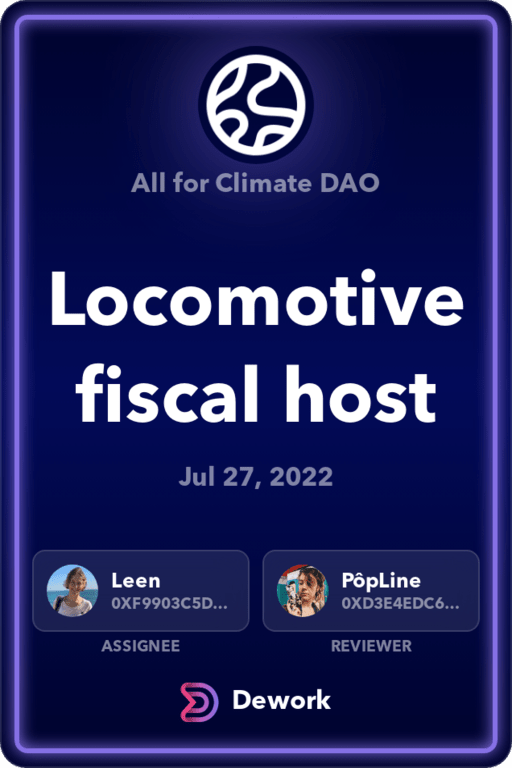 All for Climate DAO
Locomotive
fiscal host
Jul 27, 2022
Leen
0XF9903C5D...
ASSIGNEE
PôpLine
0XD3E4EDC6...
REVIEWER
Dework